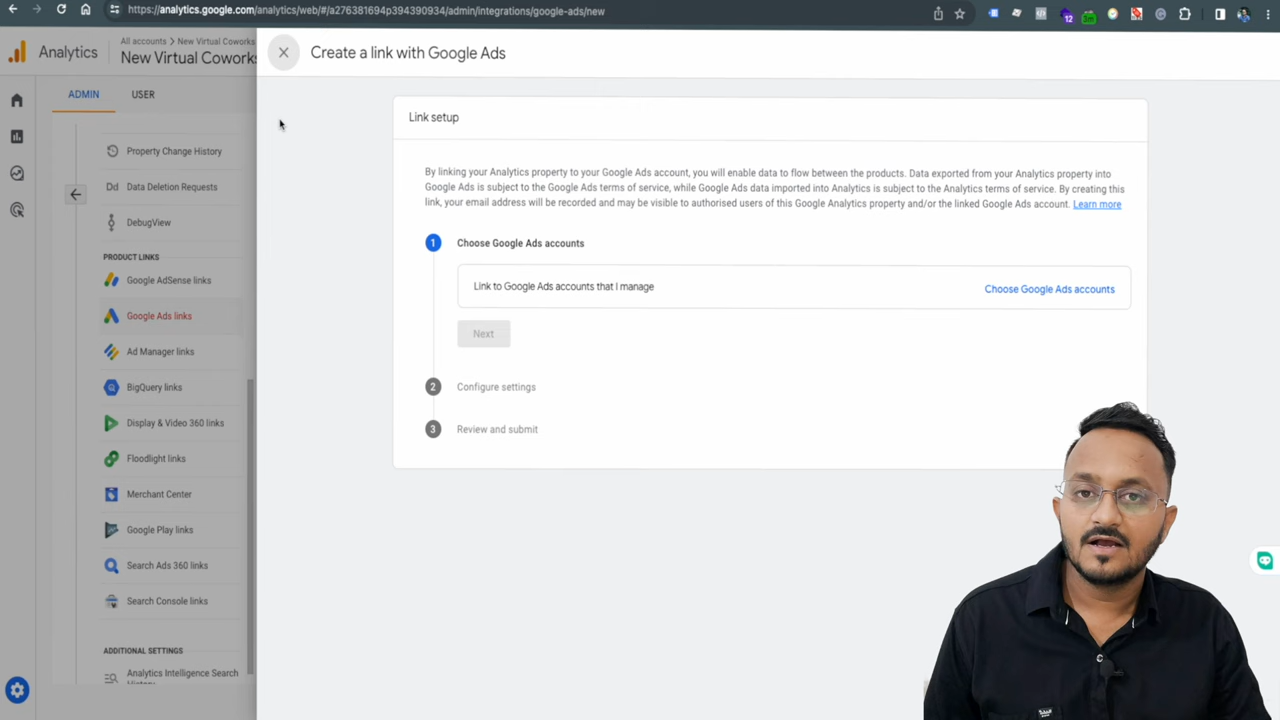 https://analytics.google.com/analytics/web/#/a276381694p394390934/admin/integrations/google-ads/new
12
3m
Analytics
All accounts > New Virtual Cowork
New Virtual Cowork
Create a link with Google Ads
ADMIN
USER
Property Change History
Dd Data Deletion Requests
DebugView
PRODUCT LINKS
Google AdSense links
Google Ads links
Ad Manager links
BigQuery links
Display & Video 360 links
Floodlight links
Merchant Center
Google Play links
Search Ads 360 links
Search Console links
ADDITIONAL SETTINGS
Analytics Intelligence Search
History
Link setup
By linking your Analytics property to your Google Ads account, you will enable data to flow between the products. Data exported from your Analytics property into
Google Ads is subject to the Google Ads terms of service, while Google Ads data imported into Analytics is subject to the Analytics terms of service. By creating this
link, your email address will be recorded and may be visible to authorised users of this Google Analytics property and/or the linked Google Ads account. Learn more
1 Choose Google Ads accounts
Link to Google Ads accounts that I manage
Choose Google Ads accounts
Next
2 Configure settings
3 Review and submit